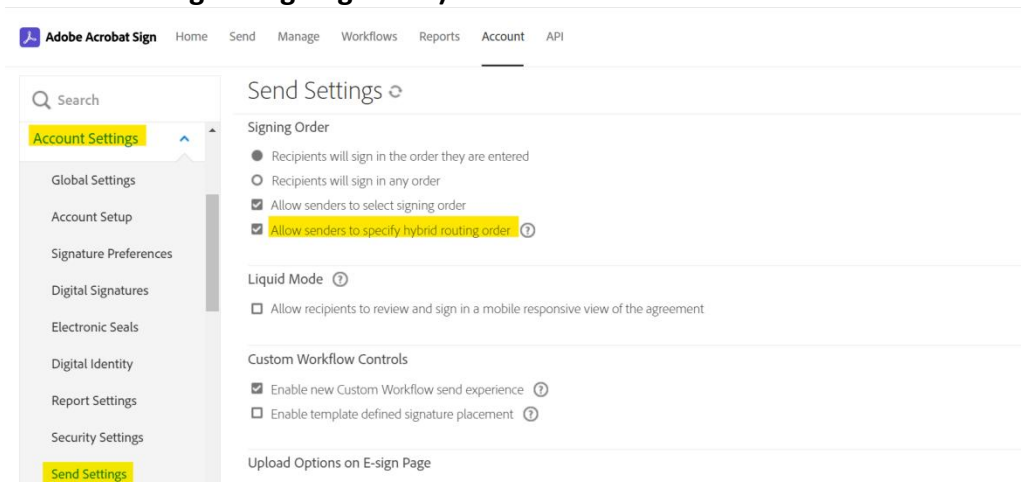 Adobe Acrobat Sign Home Send Manage Workflows Reports Account API
Search
Account Settings
Global Settings
Account Setup
Signature Preferences
Digital Signatures
Electronic Seals
Digital Identity
Report Settings
Security Settings
Send Settings
Send Settings
Signing Order
Recipients will sign in the order they are entered
Recipients will sign in any order
Allow senders to select signing order
Allow senders to specify hybrid routing order ?
Liquid Mode ?
Allow recipients to review and sign in a mobile responsive view of the agreement
Custom Workflow Controls
Enable new Custom Workflow send experience ?
Enable template defined signature placement ?
Upload Options on E-sign Page